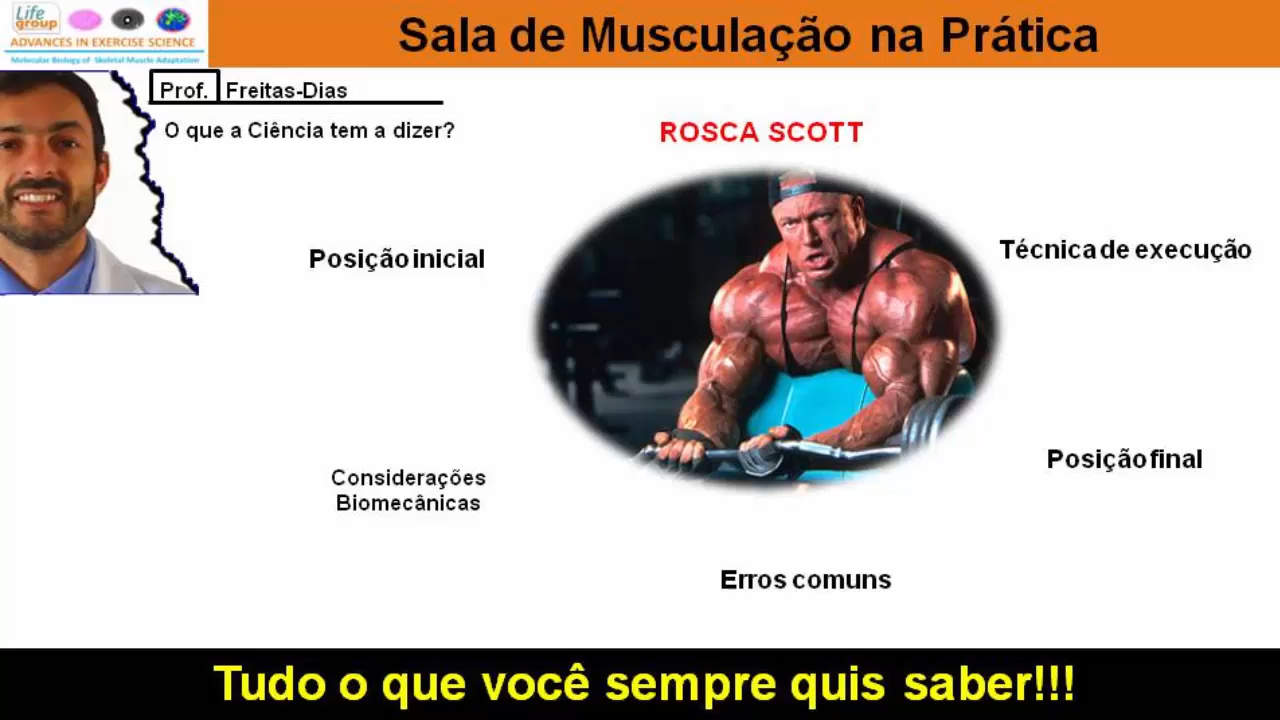 Life
group
ADVANCES IN EXERCISE SCIENCE
Molecular Biology of Skeletal Muscle Adaptation
Sala de Musculação na Prática
Prof. Freitas-Dias
O que a Ciência tem a dizer?
ROSCA SCOTT
Posição inicial
Técnica de execução
Considerações
Biomecânicas
Posição final
Erros comuns
Tudo o que você sempre quis saber!!!